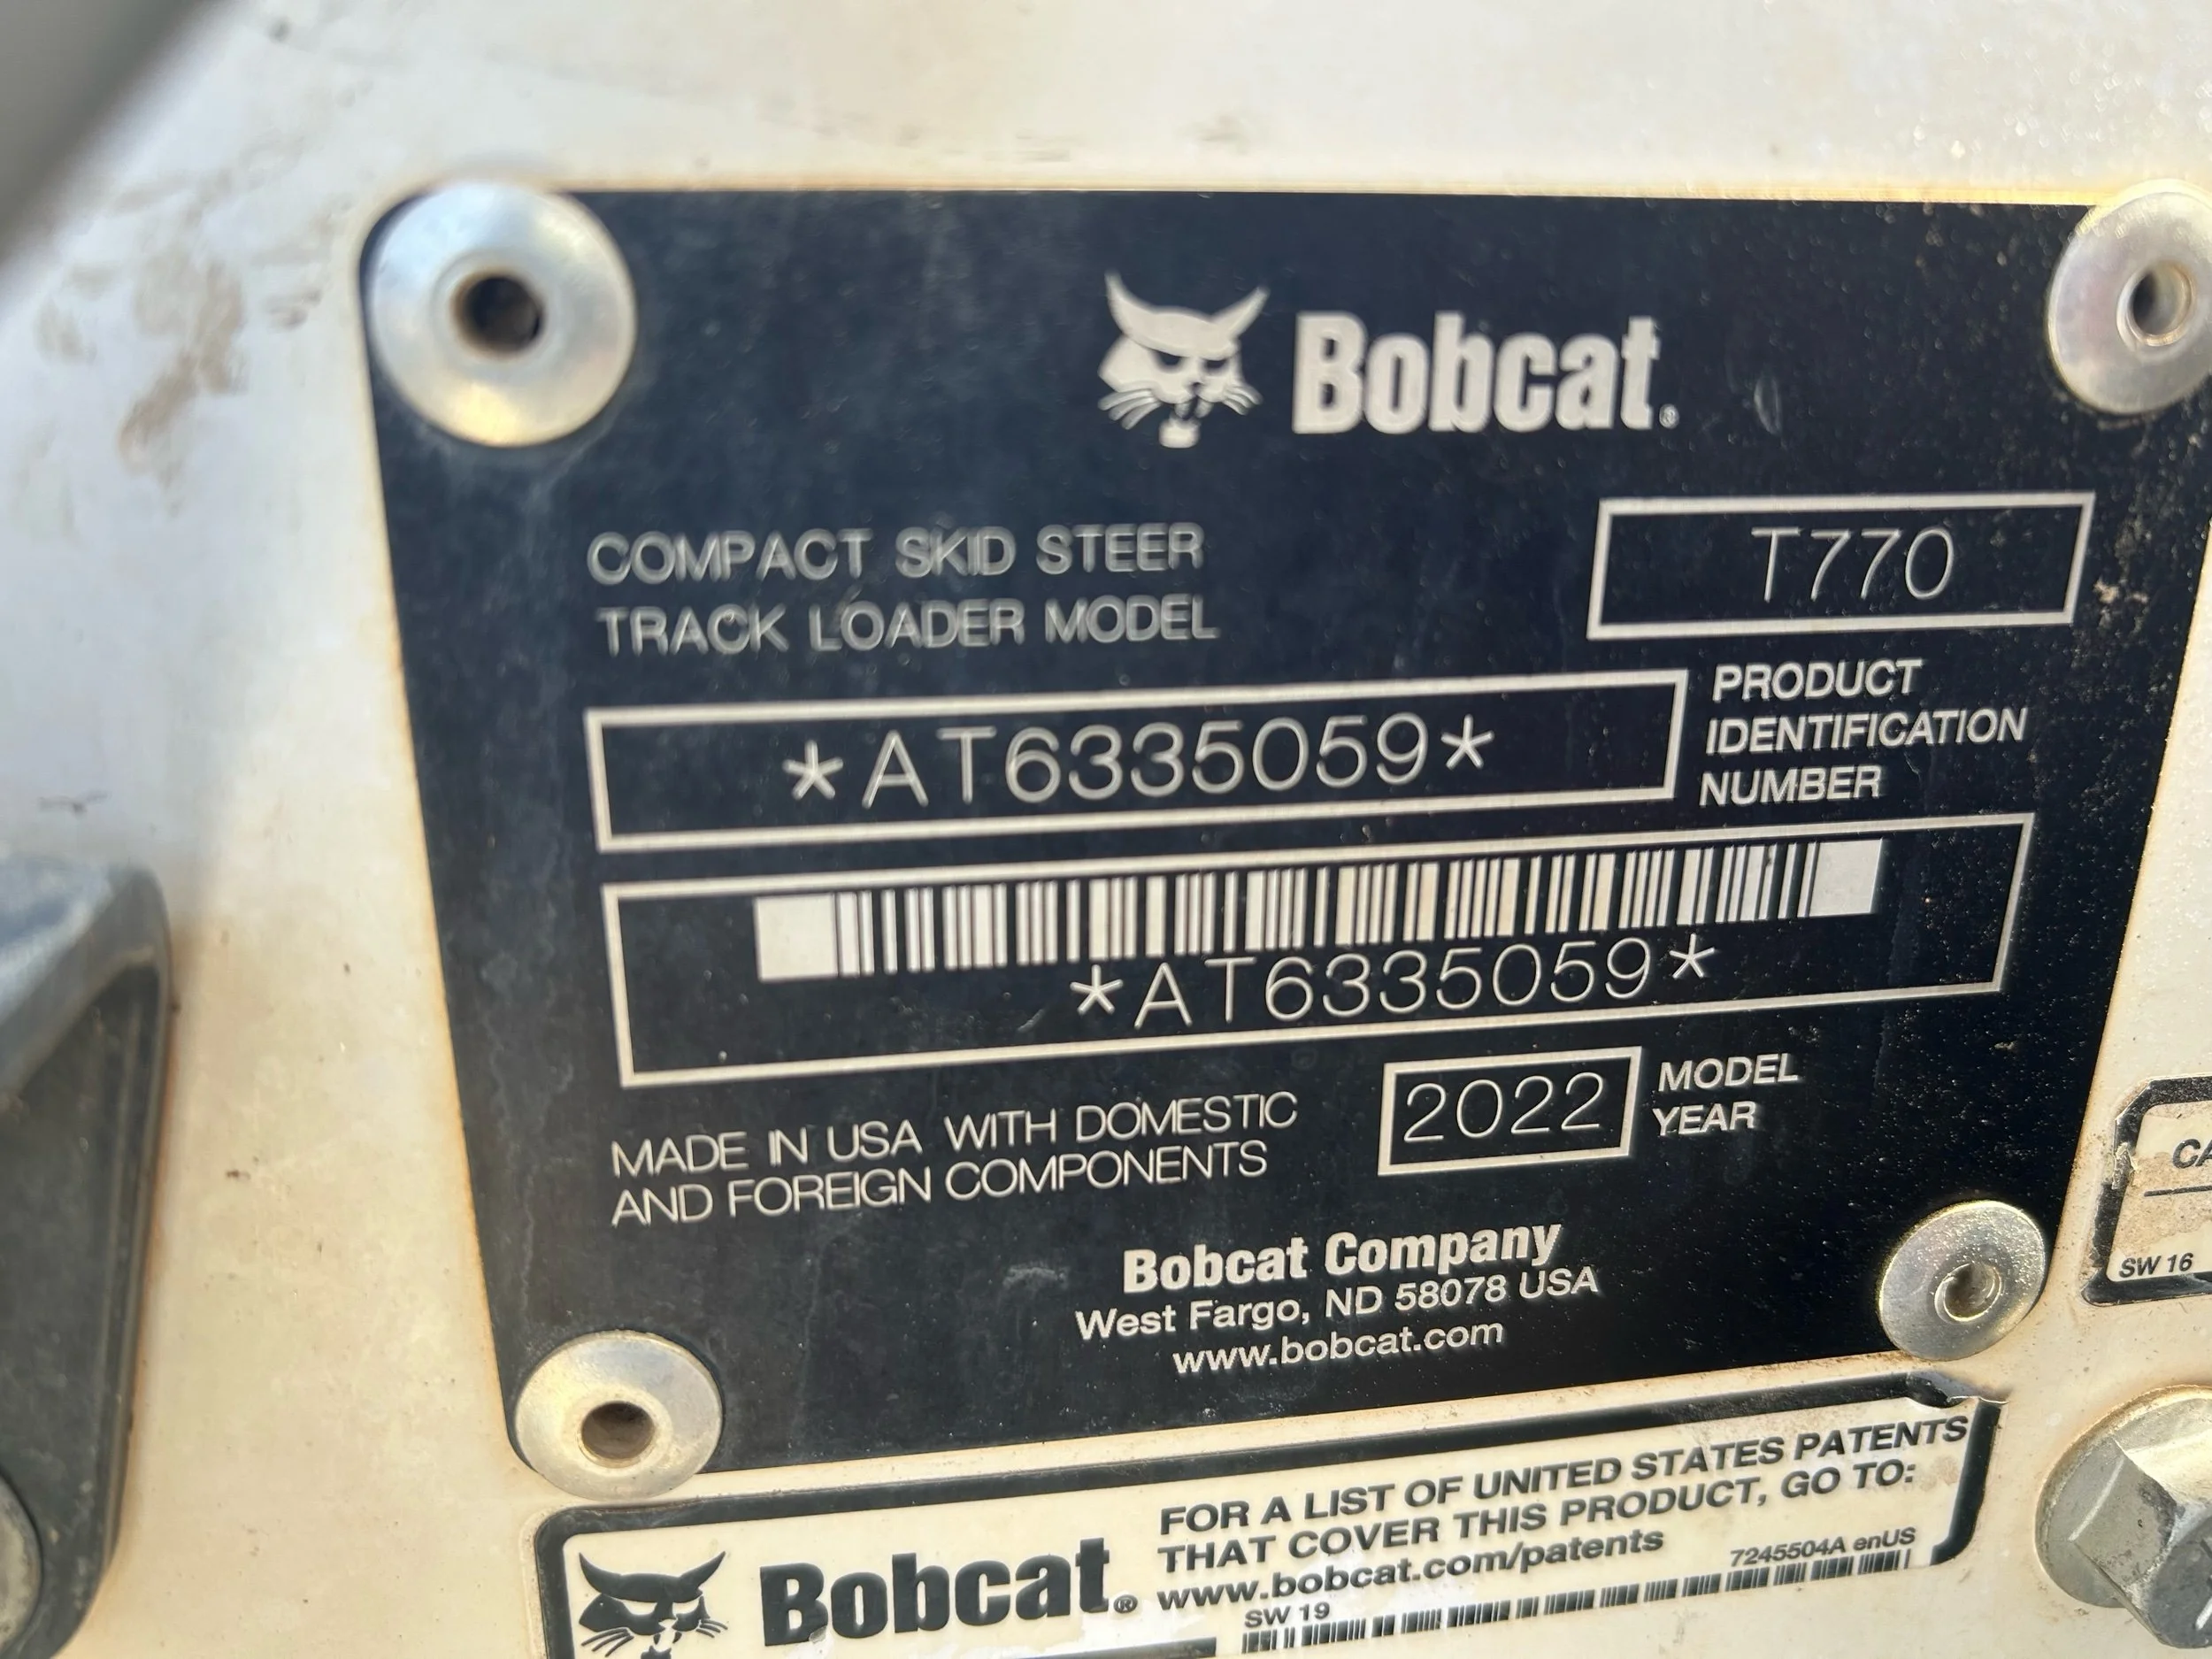 Bobcat®
COMPACT SKID STEER
TRACK LOADER MODEL
T770
*AT6335059*
PRODUCT
IDENTIFICATION
NUMBER
*AT6335059*
MADE IN USA WITH DOMESTIC
AND FOREIGN COMPONENTS
2022
MODEL
YEAR
Bobcat Company
West Fargo, ND 58078 USA
www.bobcat.com
SW 16
Bobcat®
FOR A LIST OF UNITED STATES PATENTS
THAT COVER THIS PRODUCT, GO TO:
www.bobcat.com/patents
7245504A enUS
SW 19